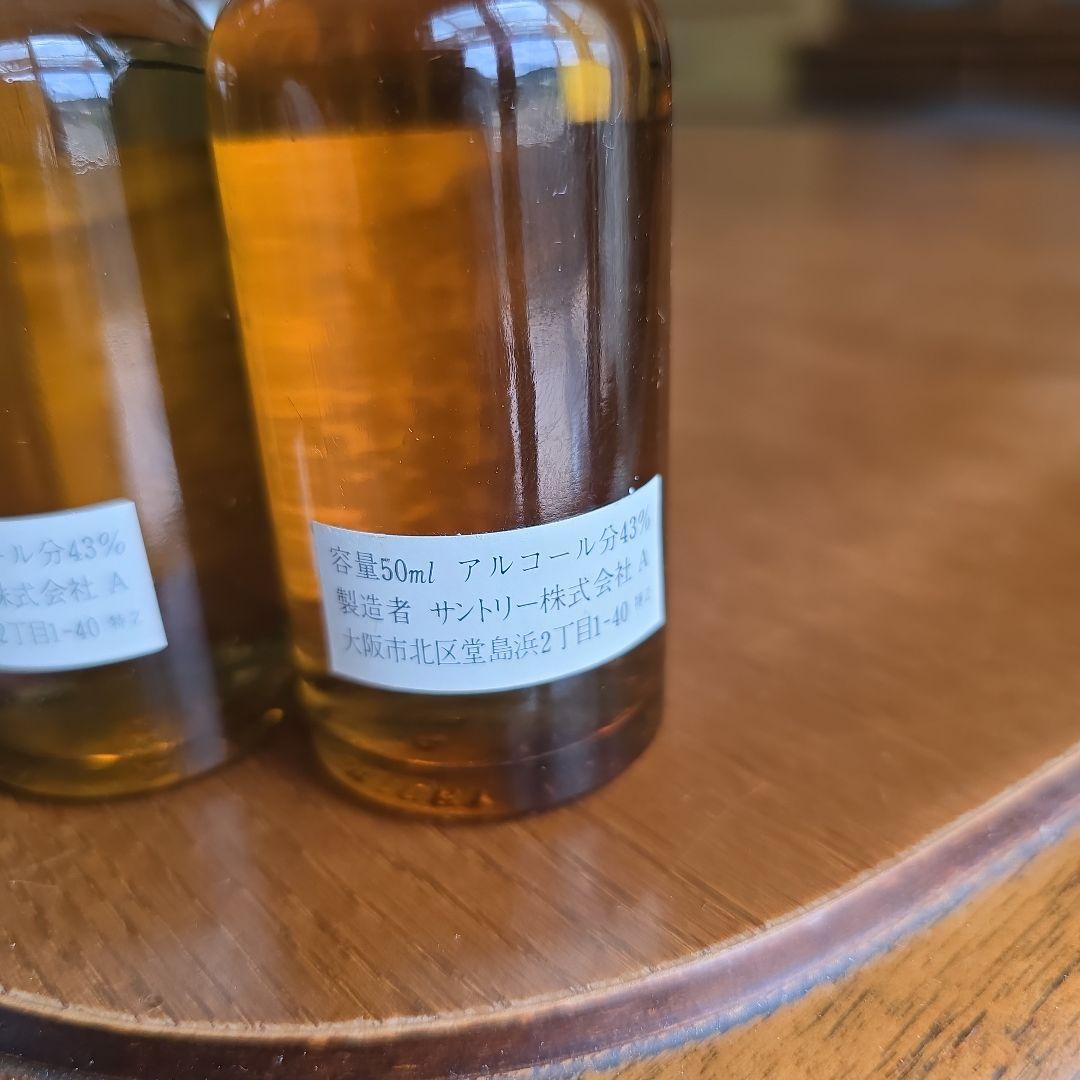 ール分43%
株式会社 A
2丁目1-40
容量50ml アルコール分43%
製造者 サントリー株式会社 A
大阪市北区堂島浜2丁目1-40